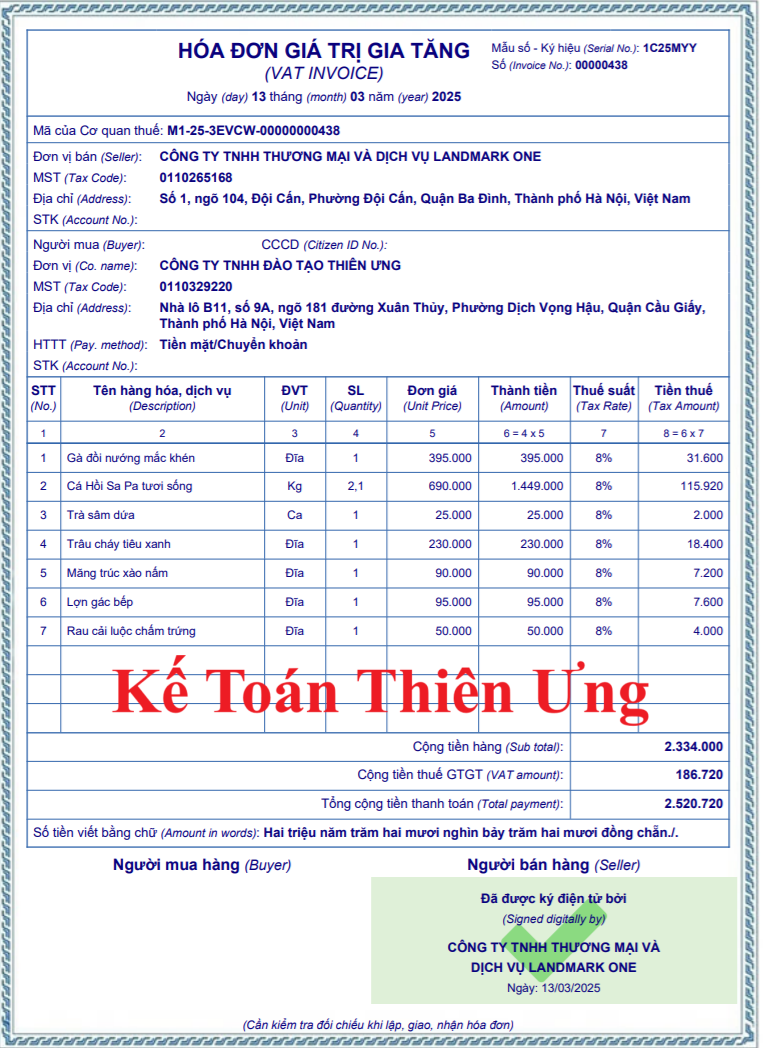 HÓA ĐƠN GIÁ TRỊ GIA TĂNG
(VAT INVOICE)
Ngày (day) 13 tháng (month) 03 năm (year) 2025
Mẫu số - Ký hiệu (Serial No.): 1C25MYY
Số (Invoice No.): 00000438
Mã của Cơ quan thuế: M1-25-3EVCW-00000000438
Đơn vị bán (Seller): CÔNG TY TNHH THƯƠNG MẠI VÀ DỊCH VỤ LANDMARK ONE
MST (Tax Code): 0110265168
Địa chỉ (Address): Số 1, ngõ 104, Đội Cấn, Phường Đội Cấn, Quận Ba Đình, Thành phố Hà Nội, Việt Nam
STK (Account No.):
Người mua (Buyer): CCCD (Citizen ID No.):
Đơn vị (Co. name): CÔNG TY TNHH ĐÀO TẠO THIÊN ƯNG
MST (Tax Code): 0110329220
Địa chỉ (Address): Nhà lô B11, số 9A, ngõ 181 đường Xuân Thủy, Phường Dịch Vọng Hậu, Quận Cầu Giấy,
Thành phố Hà Nội, Việt Nam
HTTT (Pay. method): Tiền mặt/Chuyển khoản
STK (Account No.):
STT Tên hàng hóa, dịch vụ ĐVT SL Đơn giá Thành tiền Thuế suất Tiền thuế
(No.) (Description) (Unit) (Quantity) (Unit Price) (Amount) (Tax Rate) (Tax Amount)
1 2 3 4 5 6 = 4 x 5 7 8 = 6 x 7
1 Gà đồi nướng mắc khén Đĩa 1 395.000 395.000 8% 31.600
2 Cá Hồi Sa Pa tươi sống Kg 2,1 690.000 1.449.000 8% 115.920
3 Trà sâm dứa Ca 1 25.000 25.000 8% 2.000
4 Trâu cháy tiêu xanh Đĩa 1 230.000 230.000 8% 18.400
5 Măng trúc xào nấm Đĩa 1 90.000 90.000 8% 7.200
6 Lợn gác bếp Đĩa 1 95.000 95.000 8% 7.600
7 Rau cải luộc chấm trứng Đĩa 1 50.000 50.000 8% 4.000
Kế Toán Thiên Ưng
Cộng tiền hàng (Sub total): 2.334.000
Cộng tiền thuế GTGT (VAT amount): 186.720
Tổng cộng tiền thanh toán (Total payment): 2.520.720
Số tiền viết bằng chữ (Amount in words): Hai triệu năm trăm hai mươi nghìn bảy trăm hai mươi đồng chẵn./.
Người mua hàng (Buyer) Người bán hàng (Seller)
Đã được ký điện tử bởi
(Signed digitally by)
CÔNG TY TNHH THƯƠNG MẠI VÀ
DỊCH VỤ LANDMARK ONE
Ngày: 13/03/2025
(Cần kiểm tra đối chiếu khi lập, giao, nhận hóa đơn)